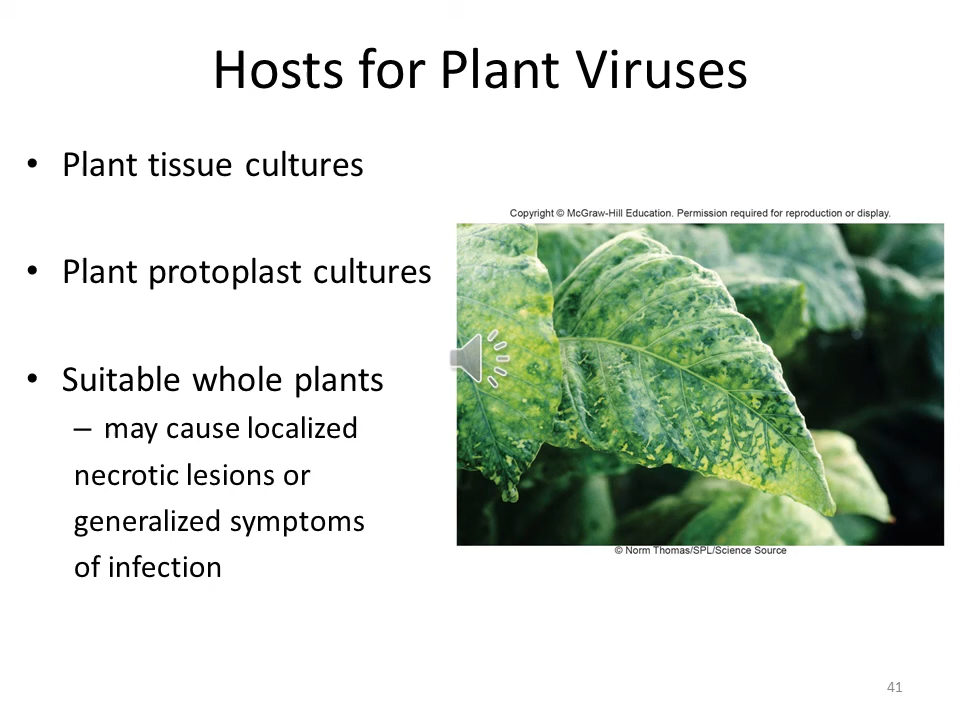 Hosts for Plant Viruses
• Plant tissue cultures
• Plant protoplast cultures
• Suitable whole plants
– may cause localized
necrotic lesions or
generalized symptoms
of infection
Copyright © McGraw-Hill Education. Permission required for reproduction or display.
© Norm Thomas/SPL/Science Source
41